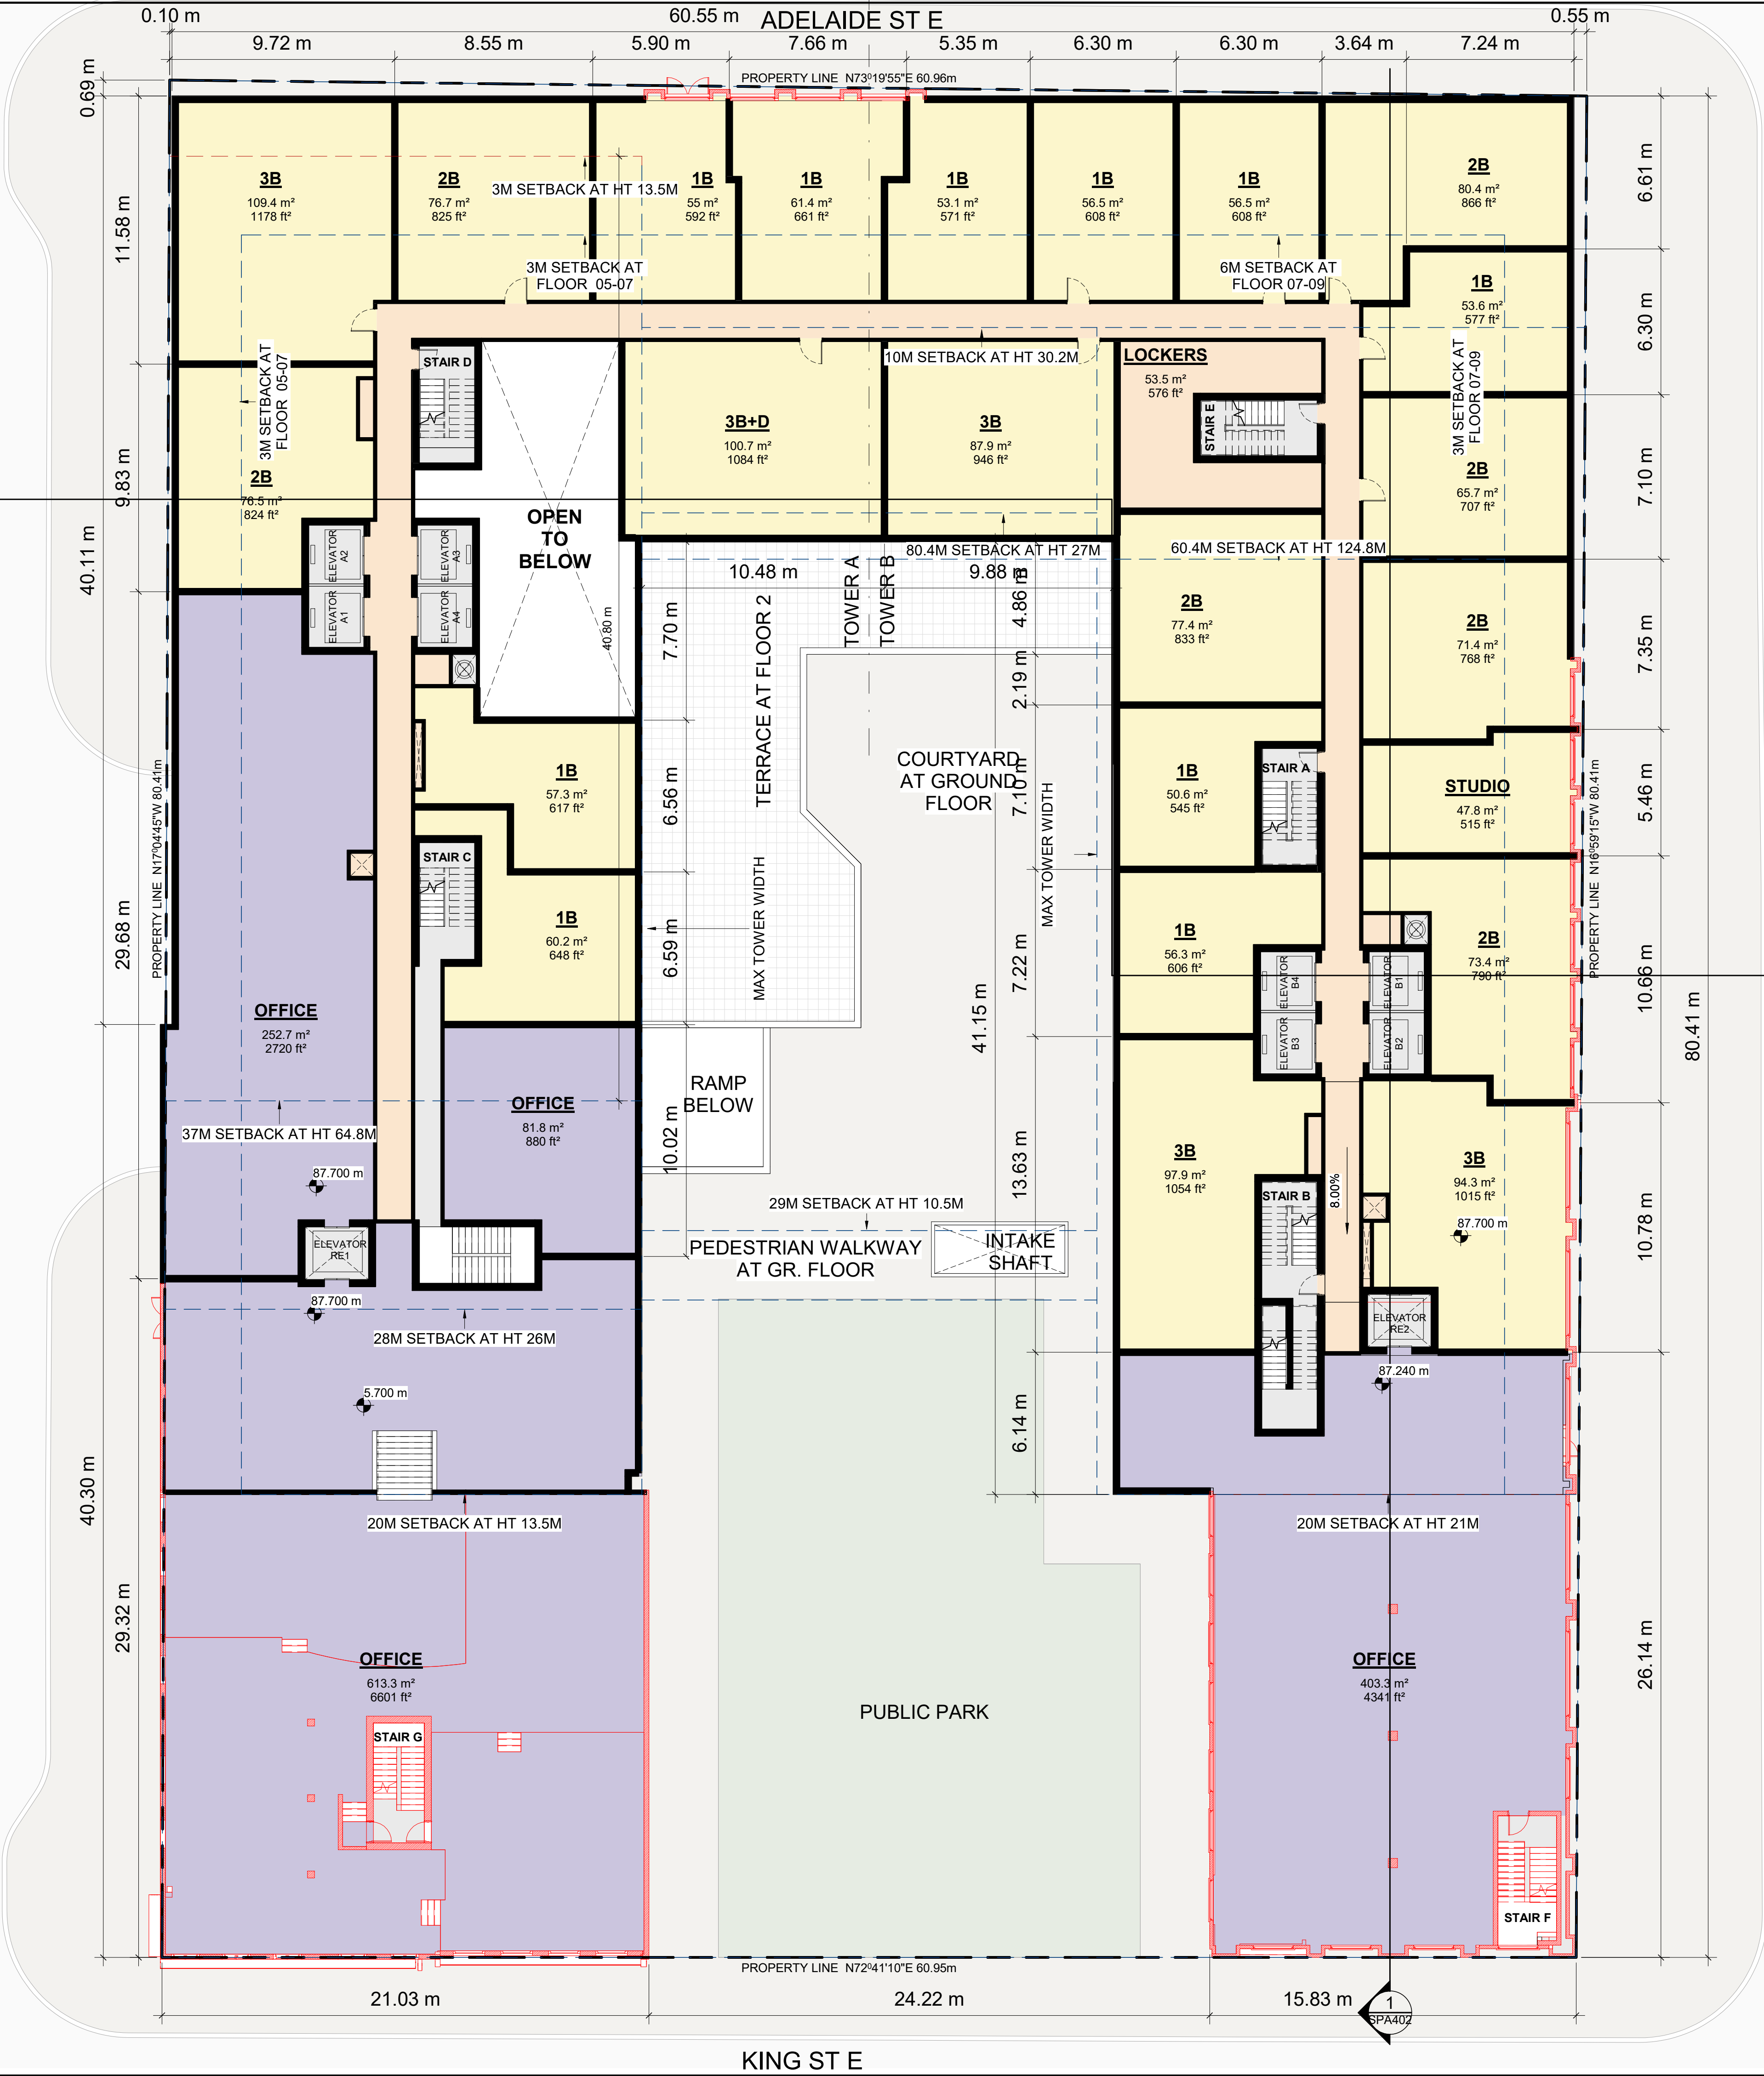 0.10 m
60.55 m
ADELAIDE ST E
0.55 m
9.72 m
8.55 m
5.90 m
7.66 m
5.35 m
6.30 m
6.30 m
3.64 m
7.24 m
PROPERTY LINE N73⁰19'55"E 60.96m
0.69 m
11.58 m
9.83 m
40.11 m
29.68 m
40.30 m
29.32 m
PROPERTY LINE N17⁰04'45"W 80.41m
3B
109.4 m²
1178 ft²
2B
76.7 m²
825 ft²
3M SETBACK AT HT 13.5M
1B
55 m²
592 ft²
1B
61.4 m²
661 ft²
1B
53.1 m²
571 ft²
1B
56.5 m²
608 ft²
1B
56.5 m²
608 ft²
2B
80.4 m²
866 ft²
3M SETBACK AT
FLOOR 05-07
6M SETBACK AT
FLOOR 07-09
1B
53.6 m²
577 ft²
3M SETBACK AT
FLOOR 05-07
3M SETBACK AT
FLOOR 07-09
STAIR D
10M SETBACK AT HT 30.2M
LOCKERS
53.5 m²
576 ft²
STAIR E
3B+D
100.7 m²
1084 ft²
3B
87.9 m²
946 ft²
2B
76.5 m²
824 ft²
2B
65.7 m²
707 ft²
OPEN
TO
BELOW
40.80 m
ELEVATOR
A2
ELEVATOR
A3
ELEVATOR
A1
ELEVATOR
A4
80.4M SETBACK AT HT 27M
60.4M SETBACK AT HT 124.8M
10.48 m
9.88 m
TOWER A
TOWER B
TERRACE AT FLOOR 2
7.70 m
6.56 m
6.59 m
10.02 m
4.86 m
2.19 m
7.10 m
7.22 m
13.63 m
6.14 m
41.15 m
MAX TOWER WIDTH
MAX TOWER WIDTH
COURTYARD
AT GROUND
FLOOR
2B
77.4 m²
833 ft²
2B
71.4 m²
768 ft²
1B
57.3 m²
617 ft²
1B
50.6 m²
545 ft²
STAIR A
STUDIO
47.8 m²
515 ft²
STAIR C
1B
60.2 m²
648 ft²
1B
56.3 m²
606 ft²
2B
73.4 m²
790 ft²
ELEVATOR
B4
ELEVATOR
B1
ELEVATOR
B3
ELEVATOR
B2
OFFICE
252.7 m²
2720 ft²
OFFICE
81.8 m²
880 ft²
RAMP
BELOW
37M SETBACK AT HT 64.8M
87.700 m
3B
97.9 m²
1054 ft²
STAIR B
8.00%
3B
94.3 m²
1015 ft²
87.700 m
29M SETBACK AT HT 10.5M
PEDESTRIAN WALKWAY
AT GR. FLOOR
INTAKE
SHAFT
ELEVATOR
RE1
87.700 m
28M SETBACK AT HT 26M
5.700 m
ELEVATOR
RE2
87.240 m
20M SETBACK AT HT 13.5M
20M SETBACK AT HT 21M
OFFICE
613.3 m²
6601 ft²
STAIR G
PUBLIC PARK
OFFICE
403.3 m²
4341 ft²
STAIR F
6.61 m
6.30 m
7.10 m
7.35 m
5.46 m
10.66 m
10.78 m
26.14 m
80.41 m
PROPERTY LINE N16⁰59'15"W 80.41m
PROPERTY LINE N72⁰41'10"E 60.95m
21.03 m
24.22 m
15.83 m
1
SPA402
KING ST E